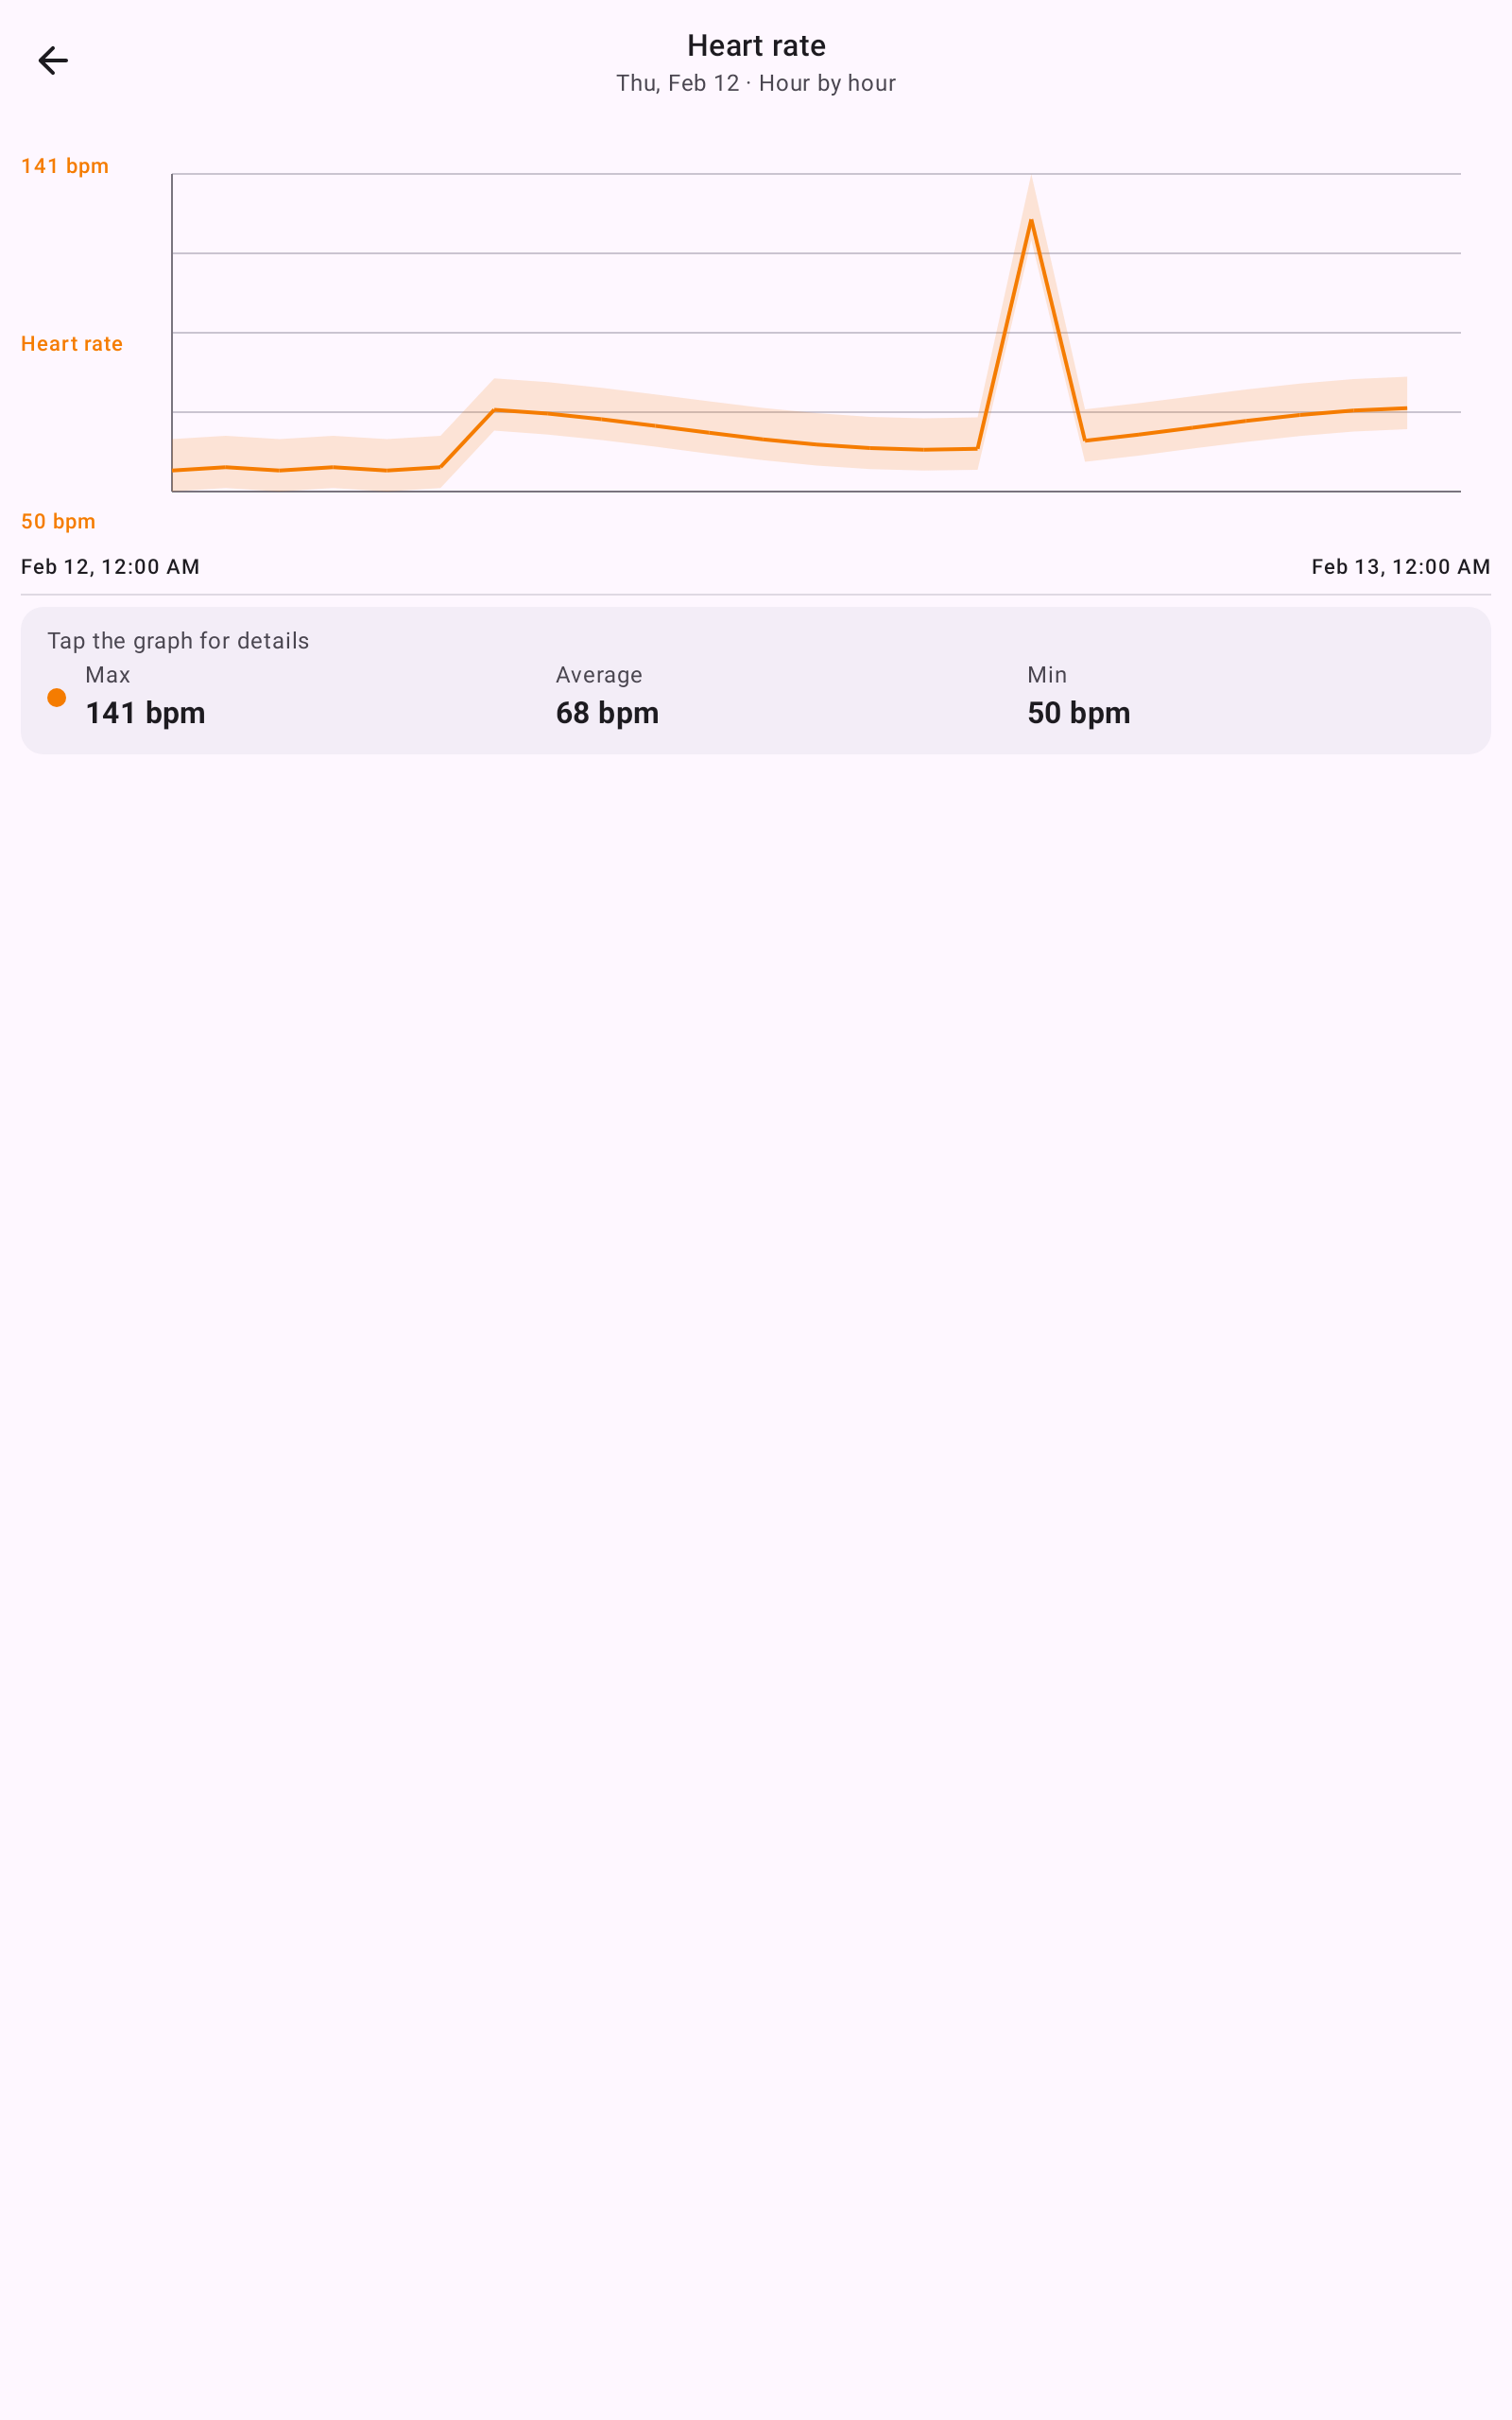 Heart rate
Thu, Feb 12 · Hour by hour
141 bpm
Heart rate
50 bpm
Feb 12, 12:00 AM
Feb 13, 12:00 AM
Tap the graph for details
Max
141 bpm
Average
68 bpm
Min
50 bpm